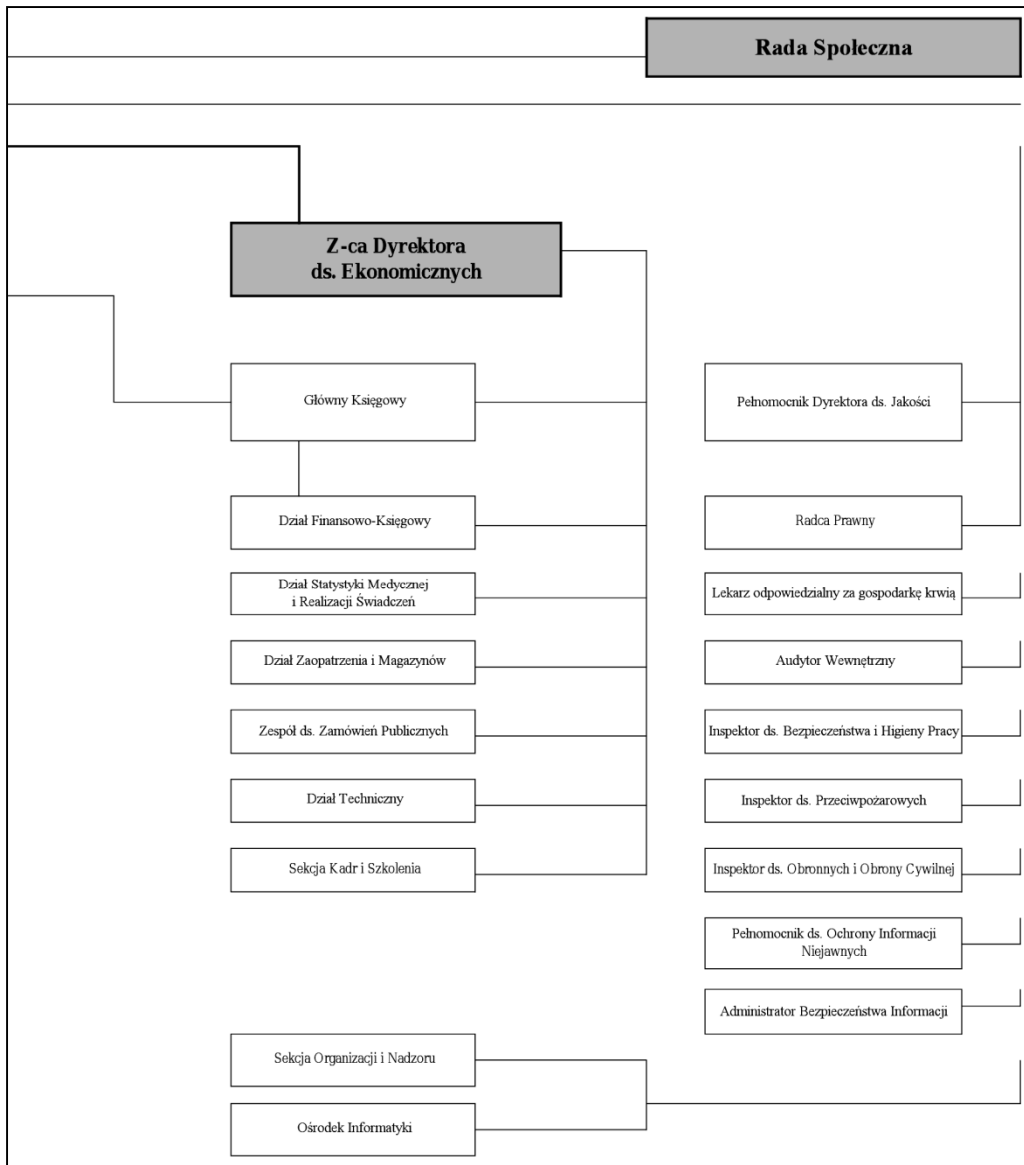 Rada Społeczna
Z-ca Dyrektora
ds. Ekonomicznych
Główny Księgowy
Pełnomocnik Dyrektora ds. Jakości
Dział Finansowo-Księgowy
Radca Prawny
Dział Statystyki Medycznej
i Realizacji Świadczeń
Lekarz odpowiedzialny za gospodarkę krwią
Dział Zaopatrzenia i Magazynów
Audytor Wewnętrzny
Zespół ds. Zamówień Publicznych
Inspektor ds. Bezpieczeństwa i Higieny Pracy
Dział Techniczny
Inspektor ds. Przeciwpożarowych
Sekcja Kadr i Szkolenia
Inspektor ds. Obronnych i Obrony Cywilnej
Pełnomocnik ds. Ochrony Informacji
Niejawnych
Administrator Bezpieczeństwa Informacji
Sekcja Organizacji i Nadzoru
Ośrodek Informatyki